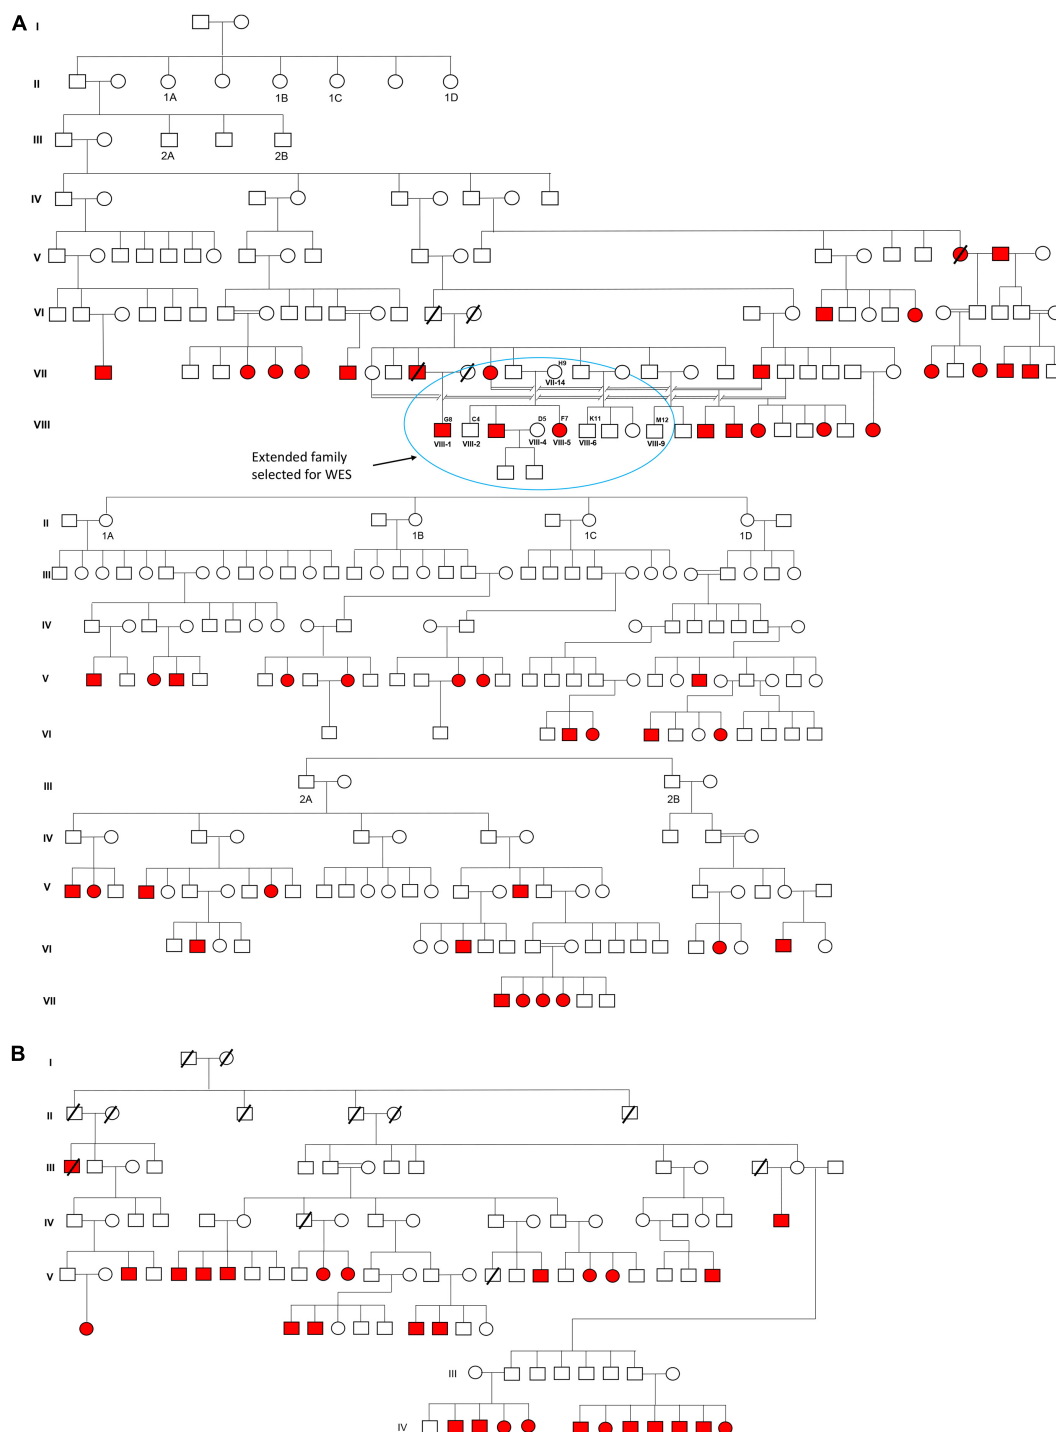 A I
II
1A 1B 1C 1D
III
2A 2B
IV
V
VI
VII
H9
VII-14
VIII
G8 C4 D5 F7 K11 M12
VIII-1 VIII-2 VIII-4 VIII-5 VIII-6 VIII-9
Extended family
selected for WES
II
1A 1B 1C 1D
III
IV
V
VI
III
2A 2B
IV
V
VI
VII
B I
II
III
IV
V
III
IV